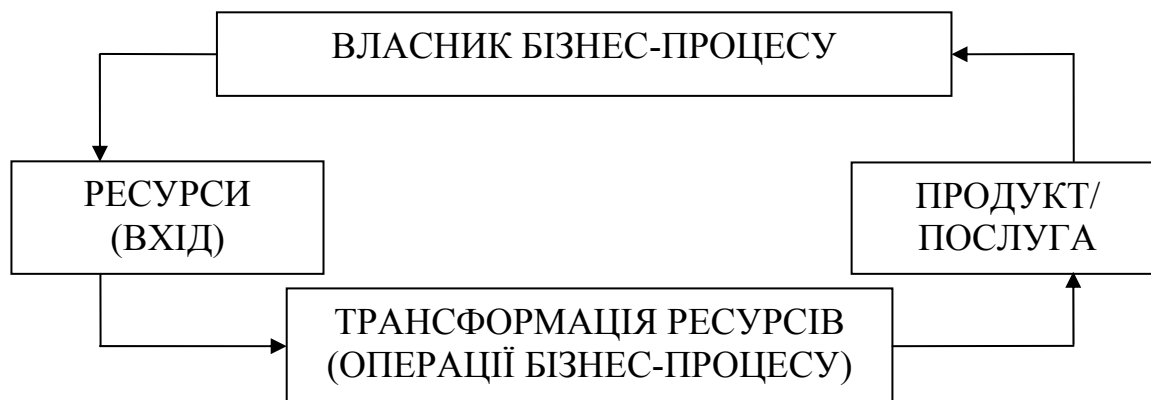 ВЛАСНИК БІЗНЕС-ПРОЦЕСУ
РЕСУРСИ
(ВХІД)
ПРОДУКТ/
ПОСЛУГА
ТРАНСФОРМАЦІЯ РЕСУРСІВ
(ОПЕРАЦІЇ БІЗНЕС-ПРОЦЕСУ)